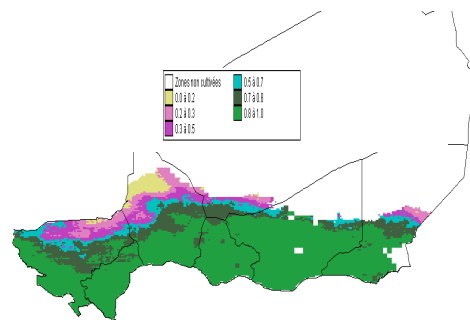 Zones non cultivées
0.0 à 0.2
0.2 à 0.3
0.3 à 0.5
0.5 à 0.7
0.7 à 0.8
0.8 à 1.0